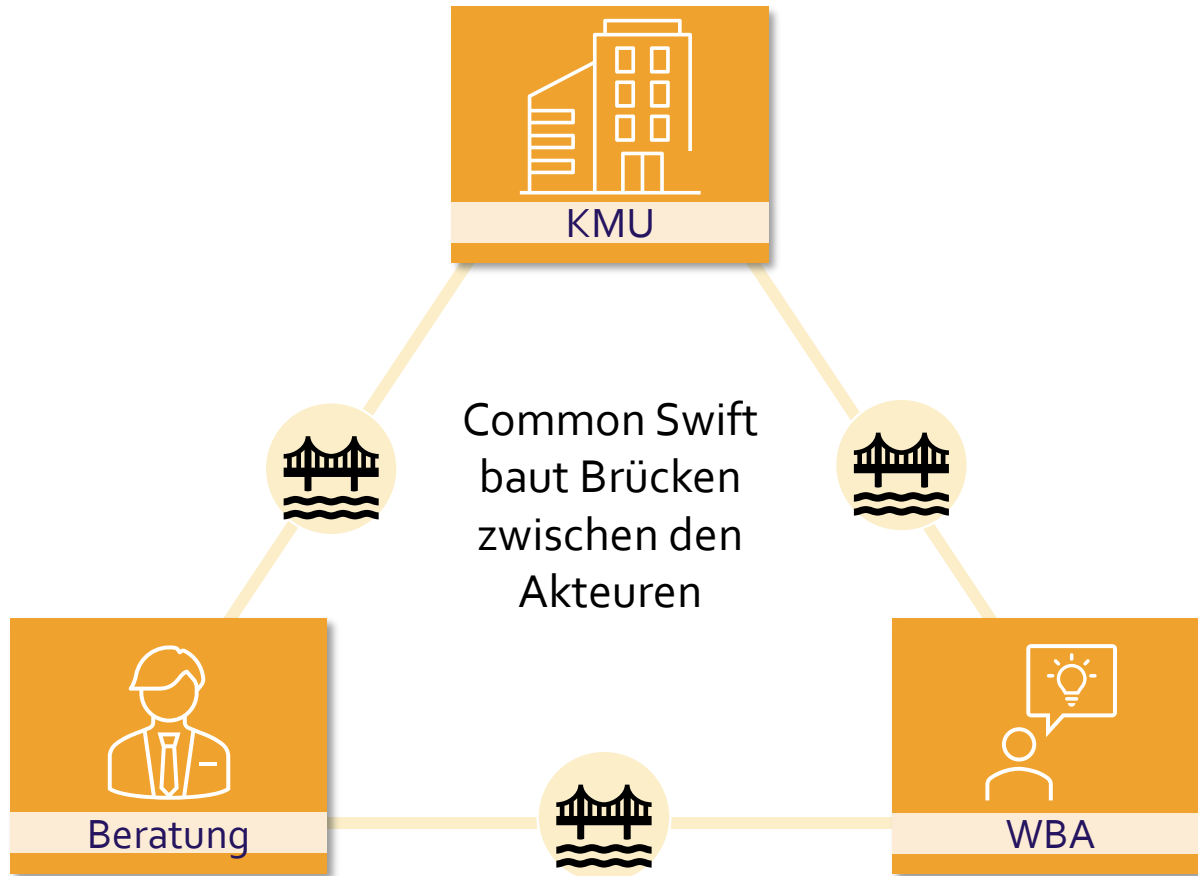 KMU
Common Swift
baut Brücken
zwischen den
Akteuren
Beratung
WBA